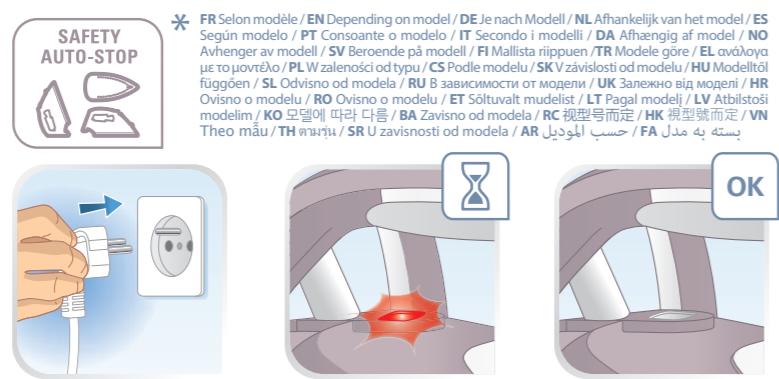 SAFETY
AUTO-STOP
* FR Selon modèle / EN Depending on model / DE Je nach Modell / NL Afhankelijk van het model / ES
Según modelo / PT Consoante o modelo / IT Secondo i modelli / DA Afhængig af model / NO
Avhenger av modell / SV Beroende på modell / FI Mallista riippuen /TR Modele göre / EL ανάλογα
με το μοντέλο / PL W zaleności od typu / CS Podle modelu / SK V závislosti od modelu / HU Modelltől
függően / SL Odvisno od modela / RU В зависимости от модели / UK Залежно від моделі / HR
Ovisno o modelu / RO Ovisno o modelu / ET Sõltuvalt mudelist / LT Pagal modelį / LV Atbilstoši
modelim / KO 모델에 따라 다름 / BA Zavisno od modela / RC 视型号而定 / HK 視型號而定 / VN
Theo mẫu / TH ตามรุ่น / SR U zavisnosti od modela / AR حسب الموديل / FA بسته به مدل
OK